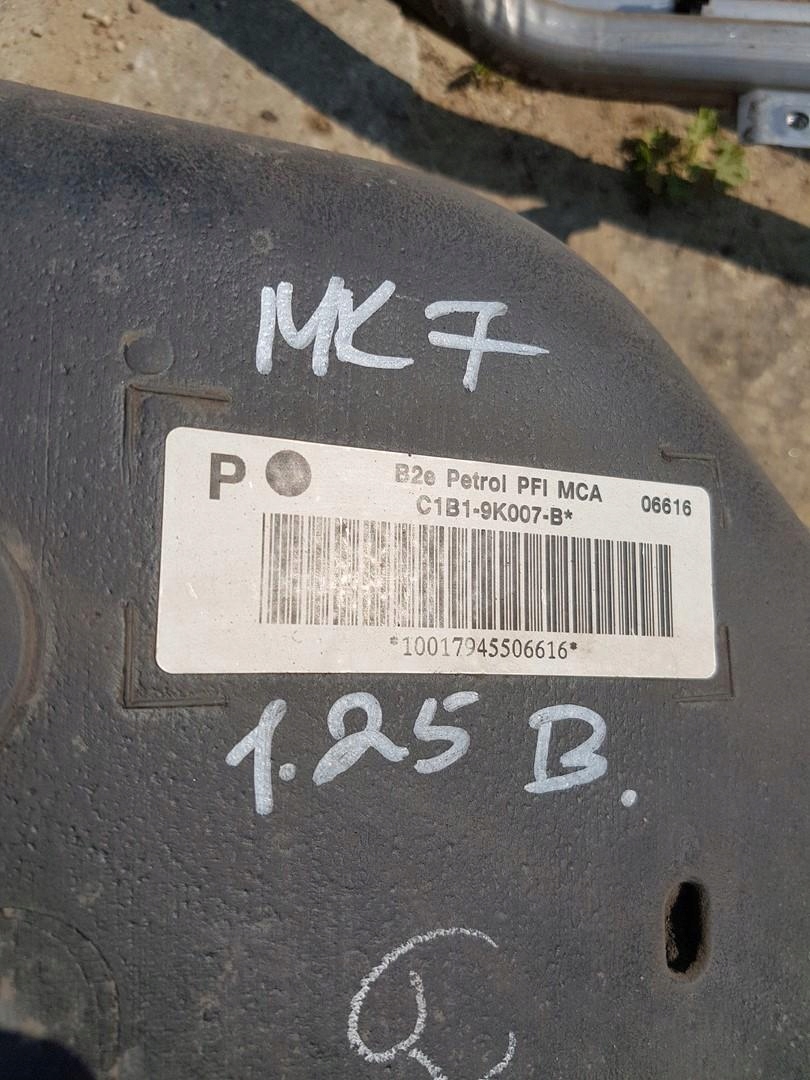 MK7
P B2e Petrol PFI MCA 06616
C1B1-9K007-B*
*10017945506616*
1.25 B.